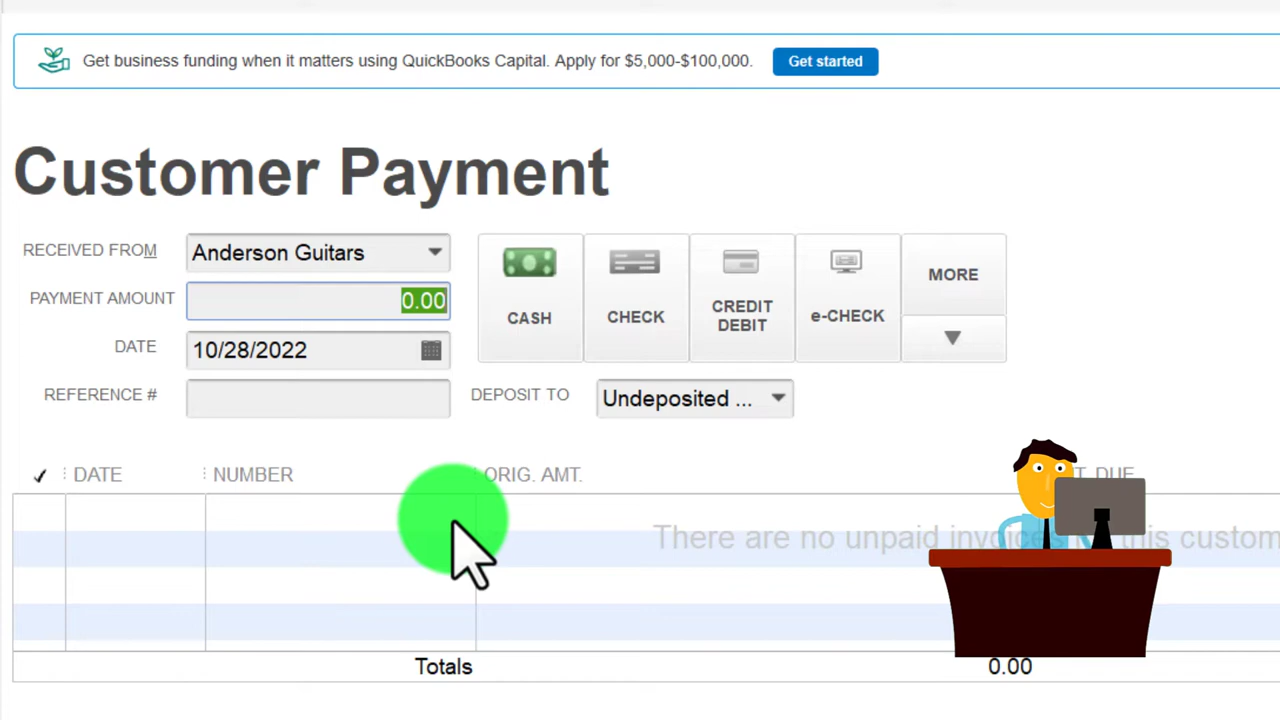 Get business funding when it matters using QuickBooks Capital. Apply for $5,000-$100,000. Get started
Customer Payment
RECEIVED FROM Anderson Guitars
PAYMENT AMOUNT 0.00
DATE 10/28/2022
REFERENCE #
CASH CHECK CREDIT DEBIT e-CHECK MORE
DEPOSIT TO Undeposited ...
DATE NUMBER ORIG. AMT. DUE
There are no unpaid this
Totals 0.00